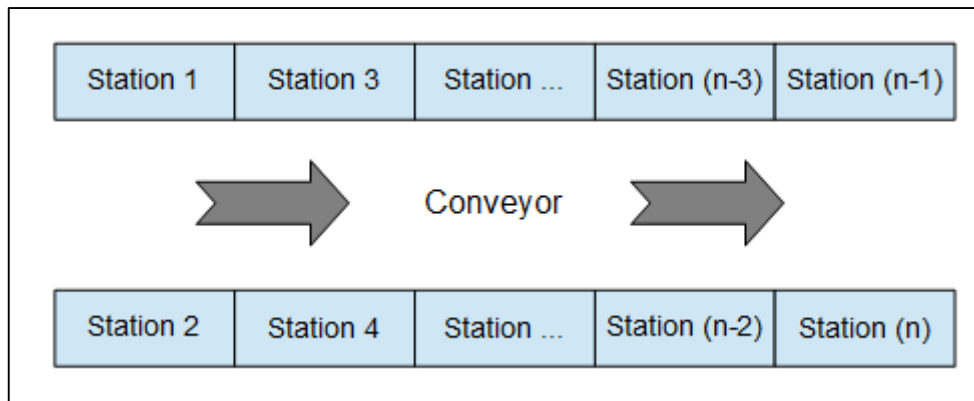 Station 1 Station 3 Station ... Station (n-3) Station (n-1)
Conveyor
Station 2 Station 4 Station ... Station (n-2) Station (n)